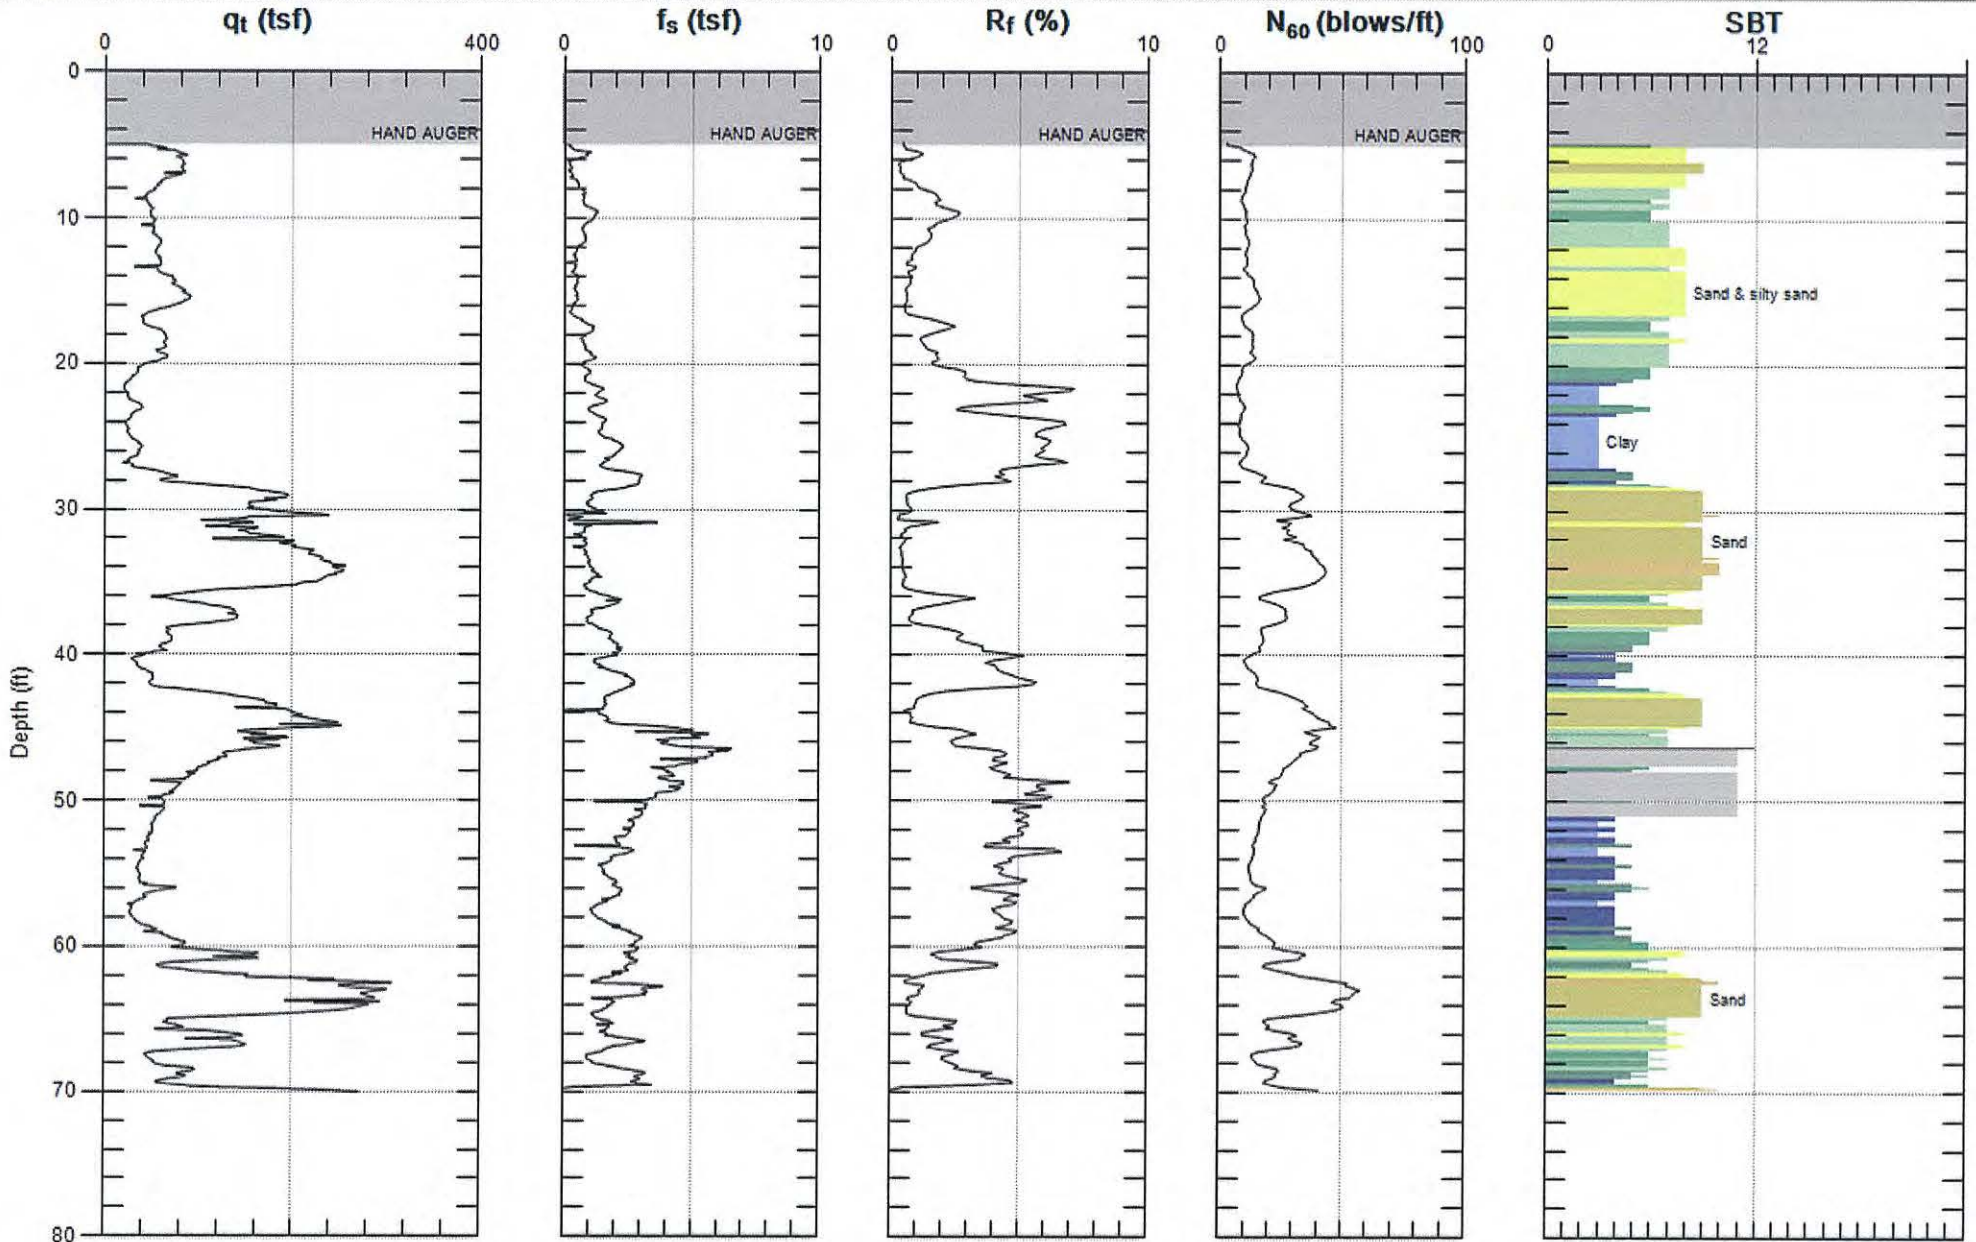 qt (tsf)
fs (tsf)
Rf (%)
N60 (blows/ft)
SBT
0 400
0 10
0 10
0 100
0 12
0
HAND AUGER
HAND AUGER
HAND AUGER
HAND AUGER
10
Sand & silty sand
20
Clay
30
Sand
40
Depth (ft)
50
60
Sand
70
80